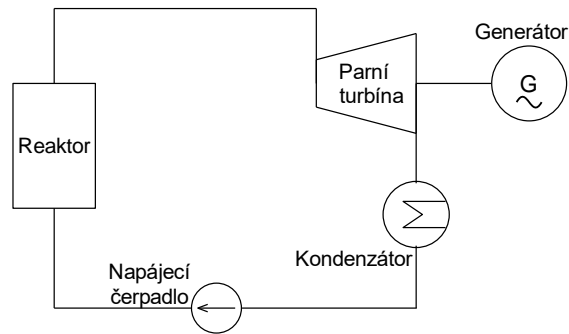 Generátor
Parní
turbína
G
Reaktor
Kondenzátor
Napájecí
čerpadlo